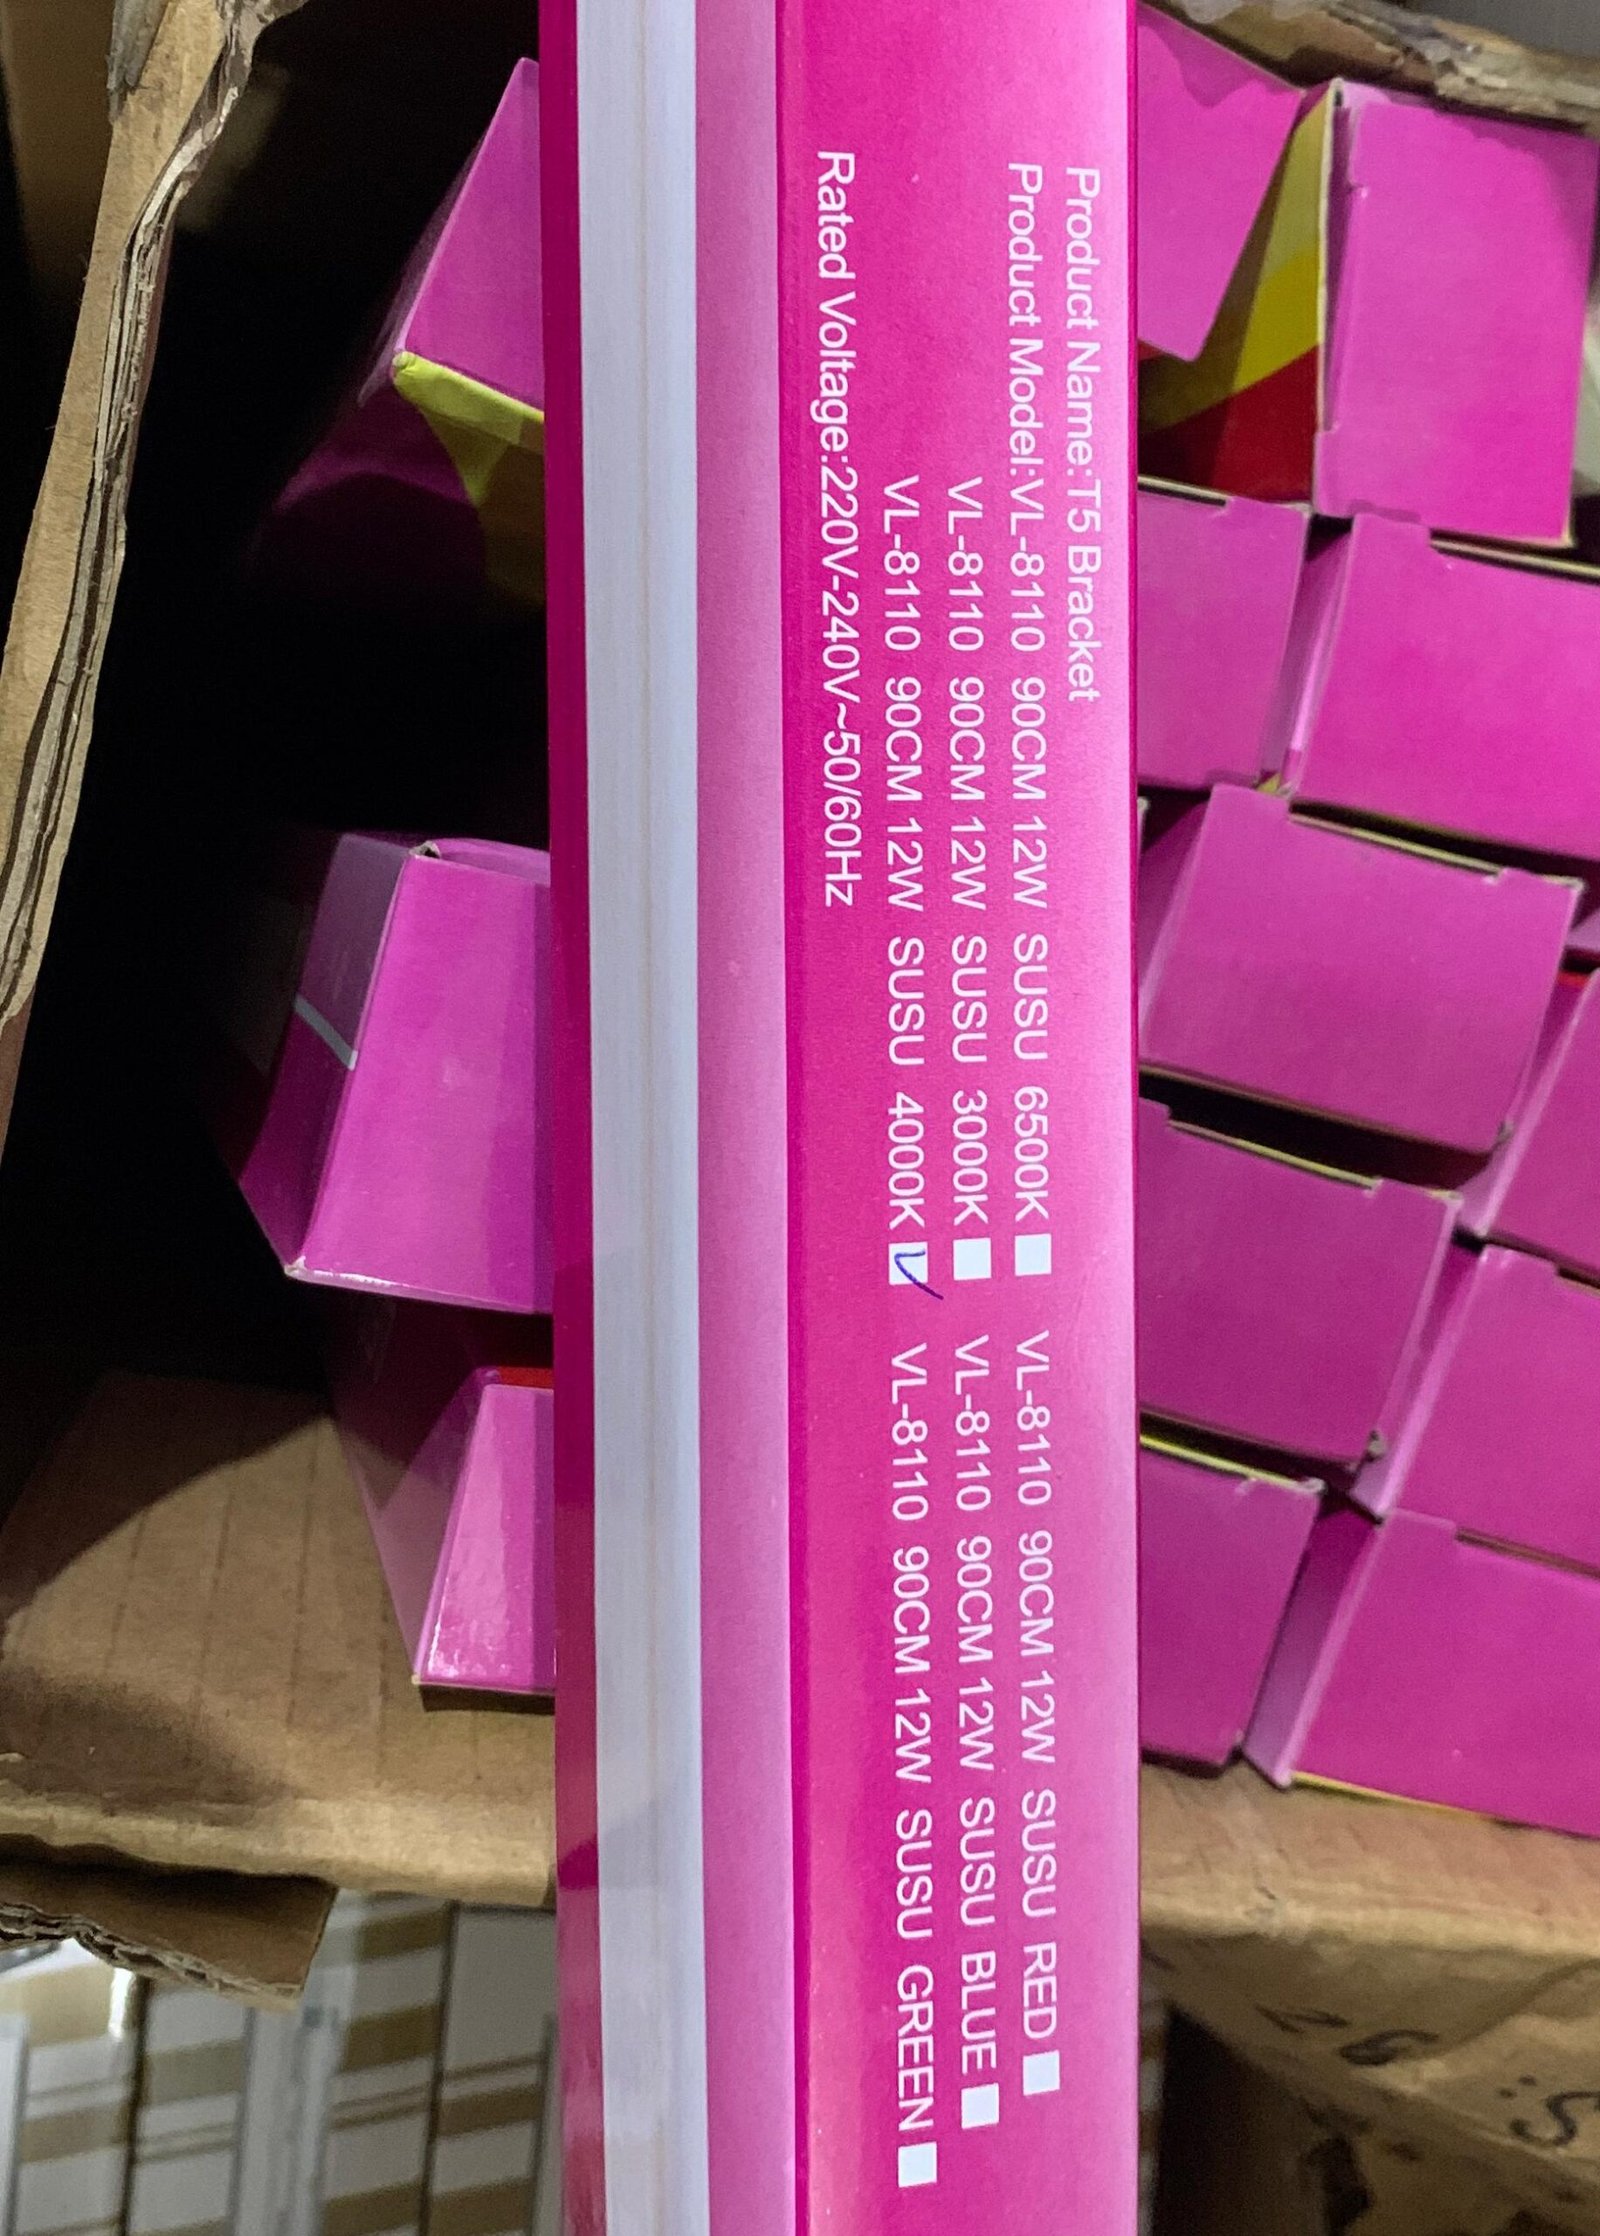 Product Name:T5 Bracket
Product Model:VL-8110 90CM 12W SUSU 6500K VL-8110 90CM 12W SUSU RED
VL-8110 90CM 12W SUSU 3000K VL-8110 90CM 12W SUSU BLUE
VL-8110 90CM 12W SUSU 4000K VL-8110 90CM 12W SUSU GREEN
Rated Voltage:220V-240V~50/60Hz